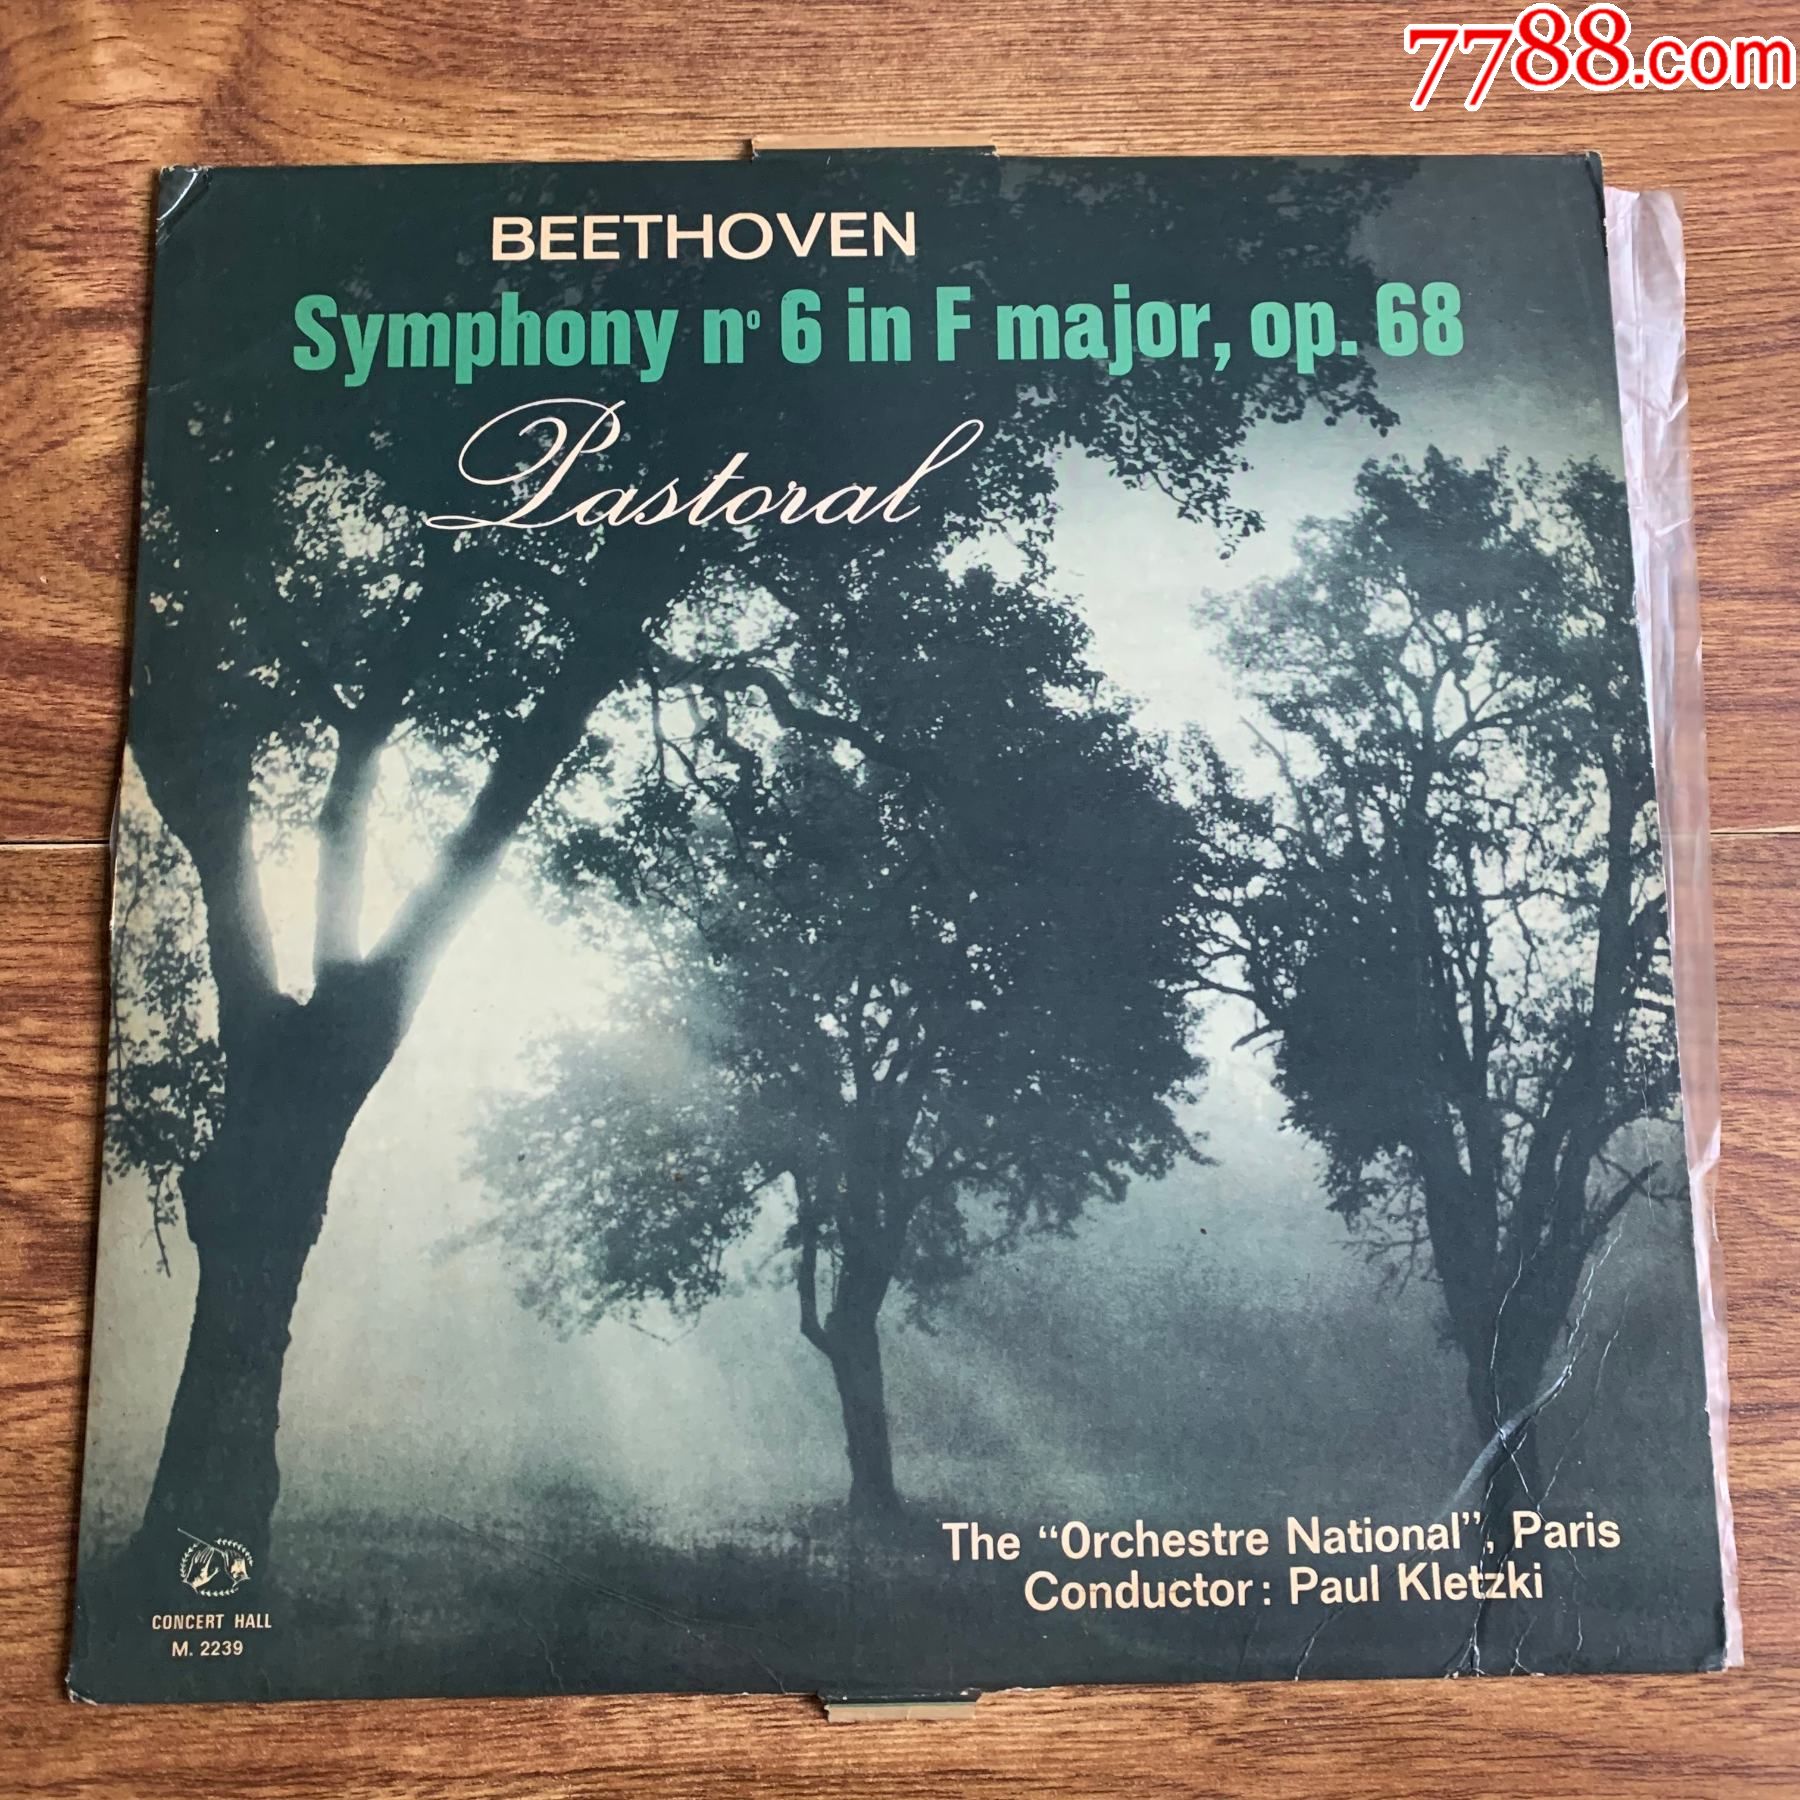 7788.com
BEETHOVEN
Symphony nº 6 in F major, op. 68
Pastoral
The “Orchestre National”, Paris
Conductor: Paul Kletzki
CONCERT HALL
M. 2239